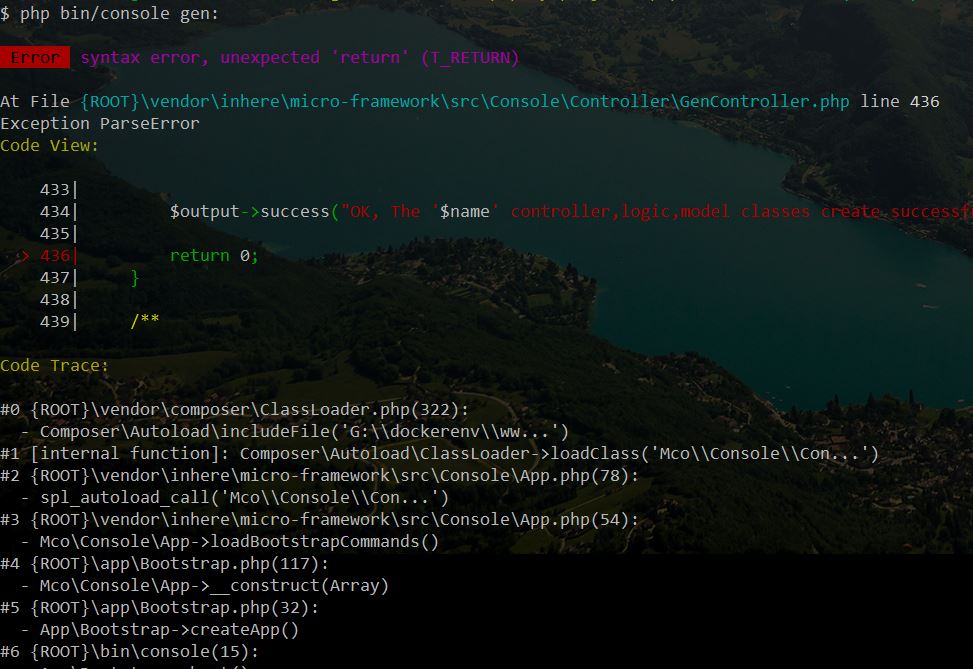 $ php bin/console gen:
Error syntax error, unexpected 'return' (T_RETURN)
At File {ROOT}\vendor\inhere\micro-framework\src\Console\Controller\GenController.php line 436
Exception ParseError
Code View:
433|
434| $output->success("OK, The '$name' controller,logic,model classes create successf
435|
> 436| return 0;
437| }
438|
439| /**
Code Trace:
#0 {ROOT}\vendor\composer\ClassLoader.php(322):
- Composer\Autoload\includeFile('G:\\dockerenv\\ww...')
#1 [internal function]: Composer\Autoload\ClassLoader->loadClass('Mco\\Console\\Con...')
#2 {ROOT}\vendor\inhere\micro-framework\src\Console\App.php(78):
- spl_autoload_call('Mco\\Console\\Con...')
#3 {ROOT}\vendor\inhere\micro-framework\src\Console\App.php(54):
- Mco\Console\App->loadBootstrapCommands()
#4 {ROOT}\app\Bootstrap.php(117):
- Mco\Console\App->__construct(Array)
#5 {ROOT}\app\Bootstrap.php(32):
- App\Bootstrap->createApp()
#6 {ROOT}\bin\console(15):